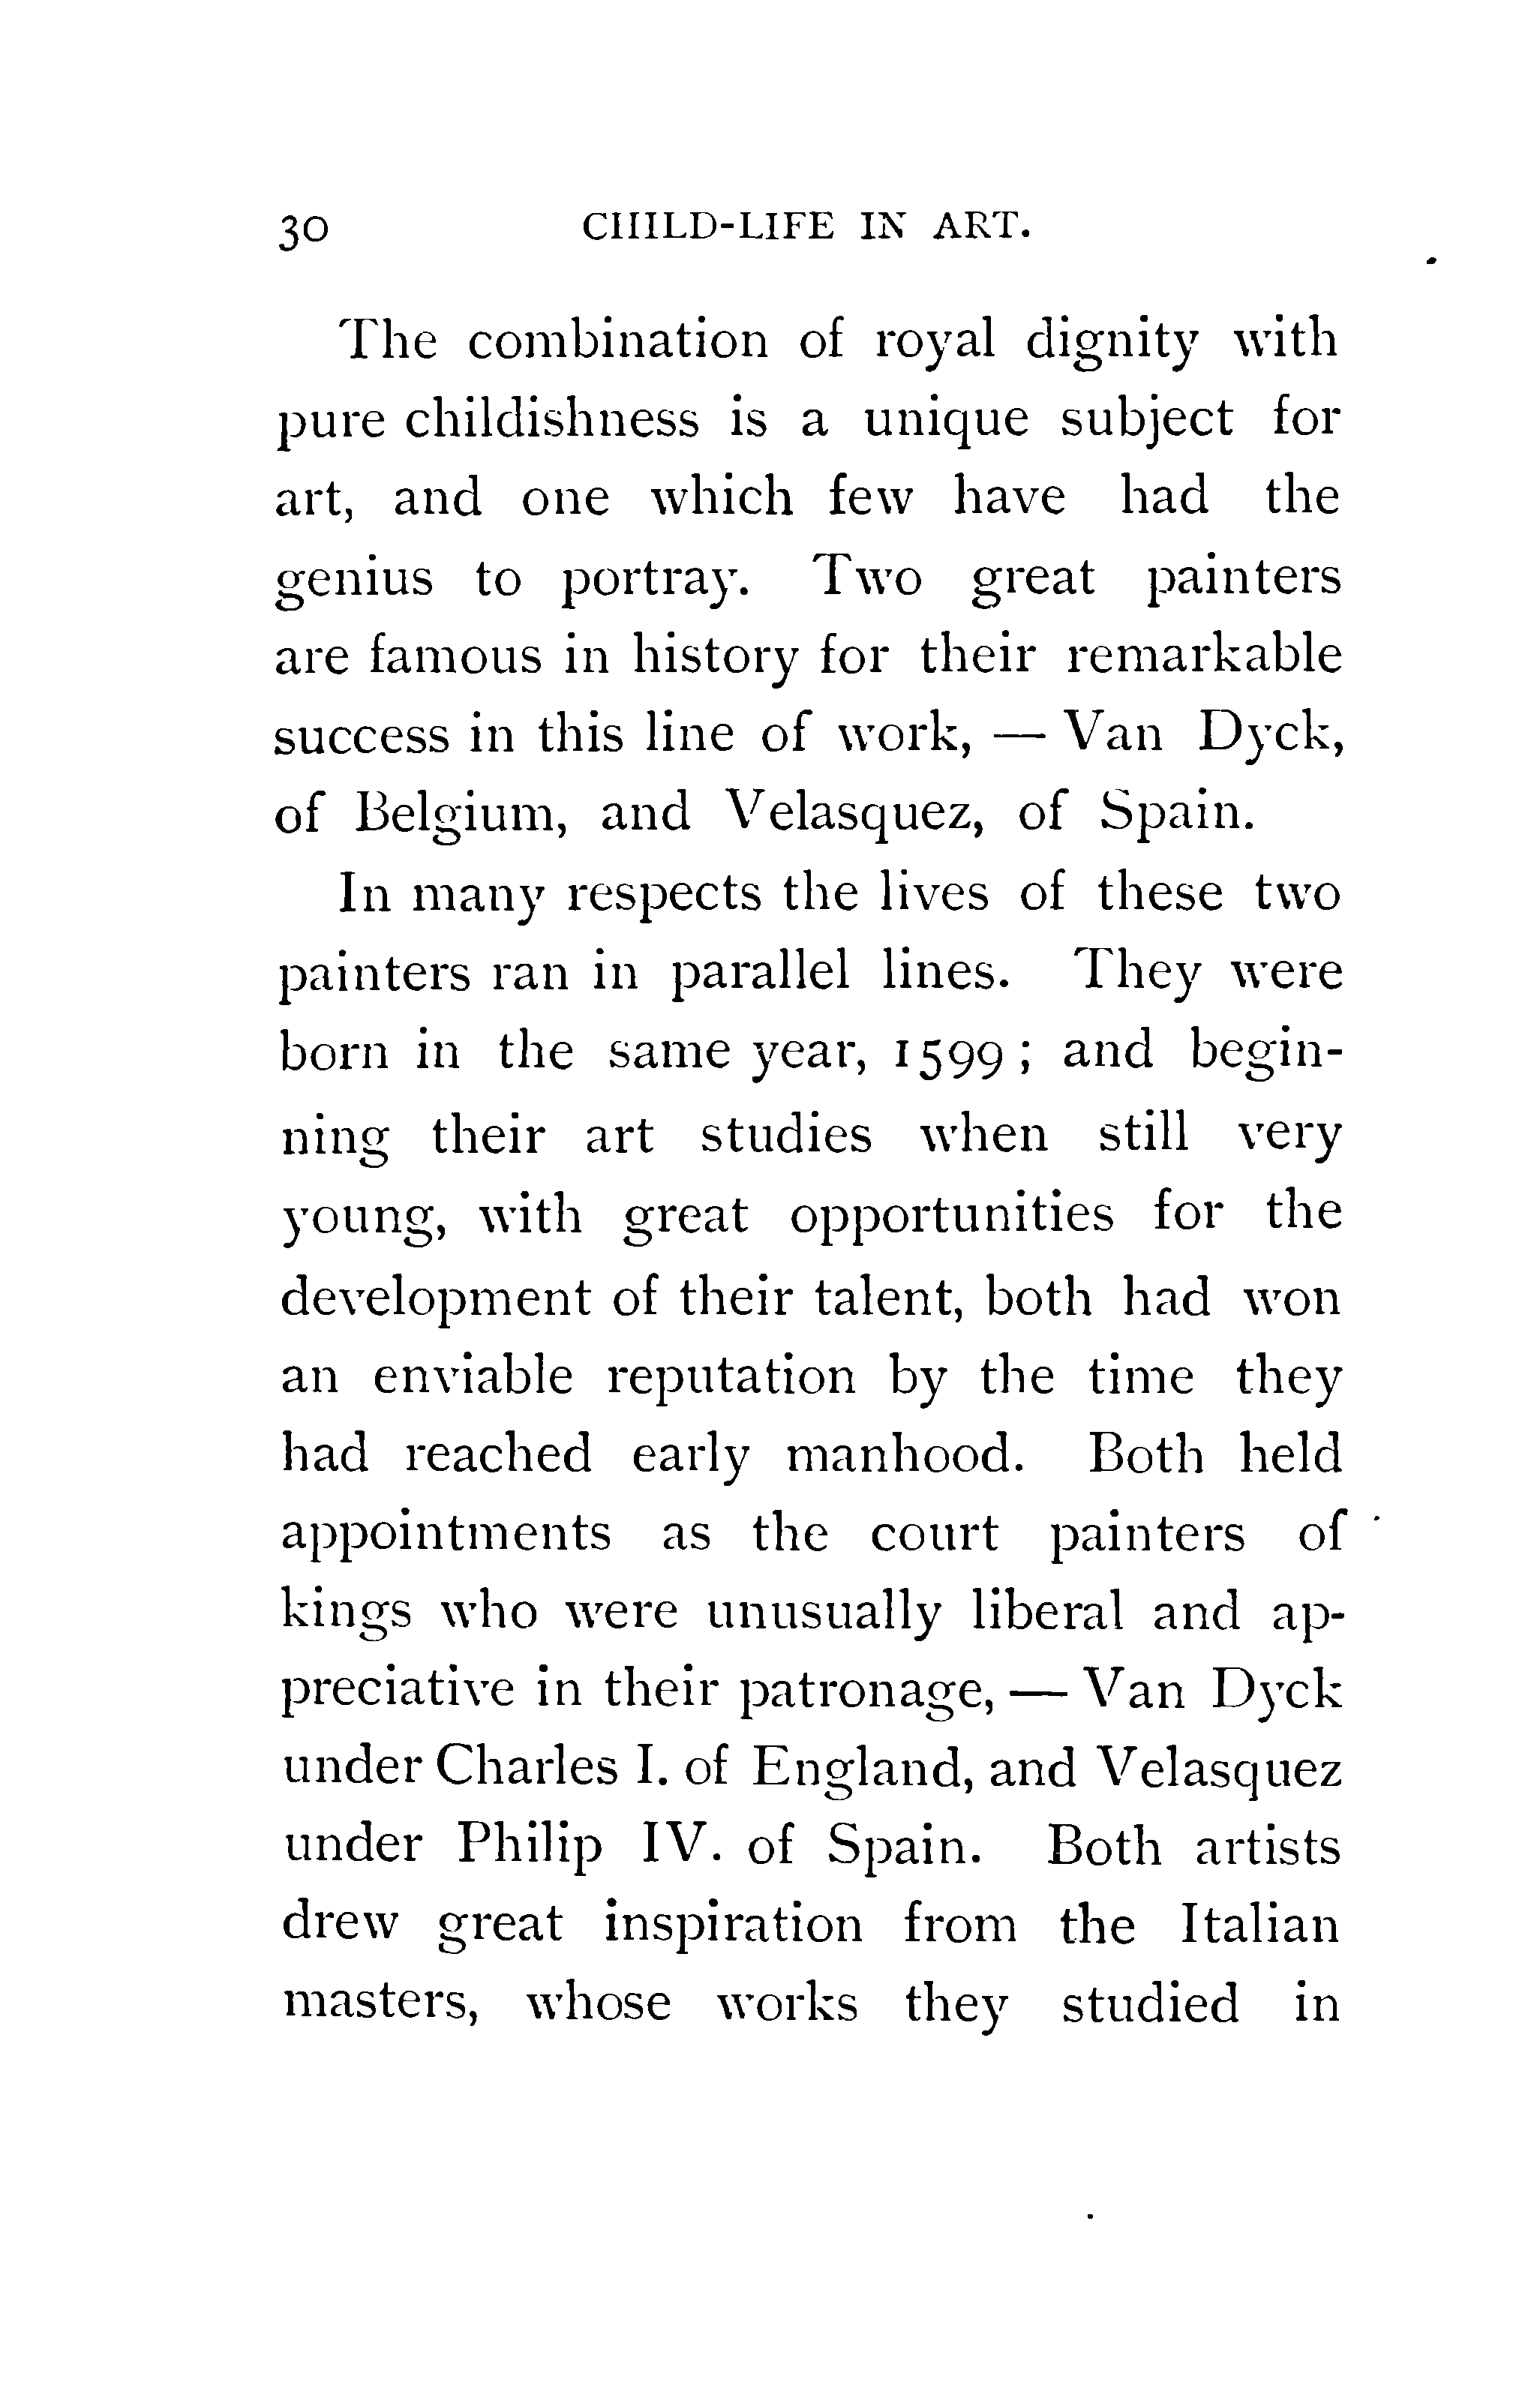 30 CHILD-LIFE IN ART.
The combination of royal dignity with
pure childishness is a unique subject for
art, and one which few have had the
genius to portray. Two great painters
are famous in history for their remarkable
success in this line of work, — Van Dyck,
of Belgium, and Velasquez, of Spain.
In many respects the lives of these two
painters ran in parallel lines. They were
born in the same year, 1599; and begin-
ning their art studies when still very
young, with great opportunities for the
development of their talent, both had won
an enviable reputation by the time they
had reached early manhood. Both held
appointments as the court painters of
kings who were unusually liberal and ap-
preciative in their patronage, — Van Dyck
under Charles I. of England, and Velasquez
under Philip IV. of Spain. Both artists
drew great inspiration from the Italian
masters, whose works they studied in